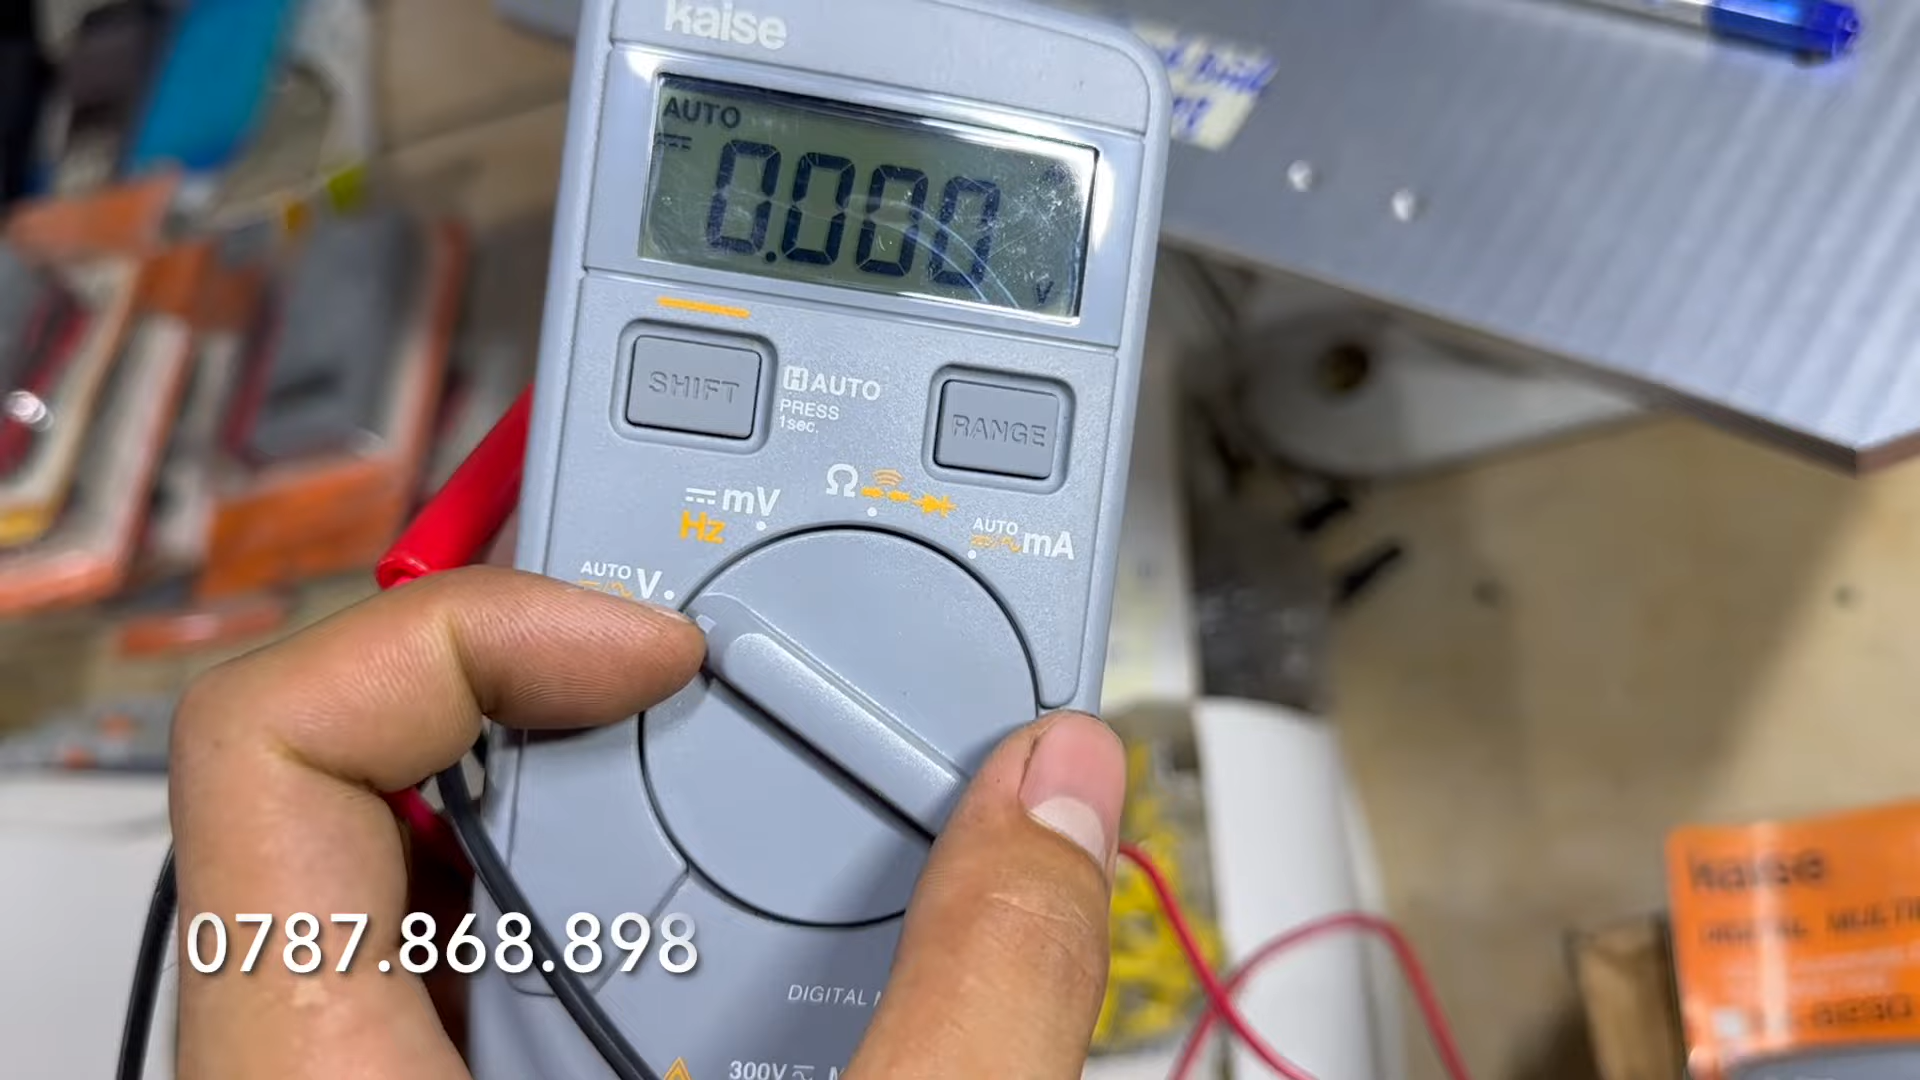 kaise
AUTO
0.000
V
SHIFT
H AUTO
PRESS
1sec.
RANGE
mV
Hz
Ω
AUTO
mA
AUTO
V
0787.868.898
DIGITAL
300V
kaise
DIGITAL